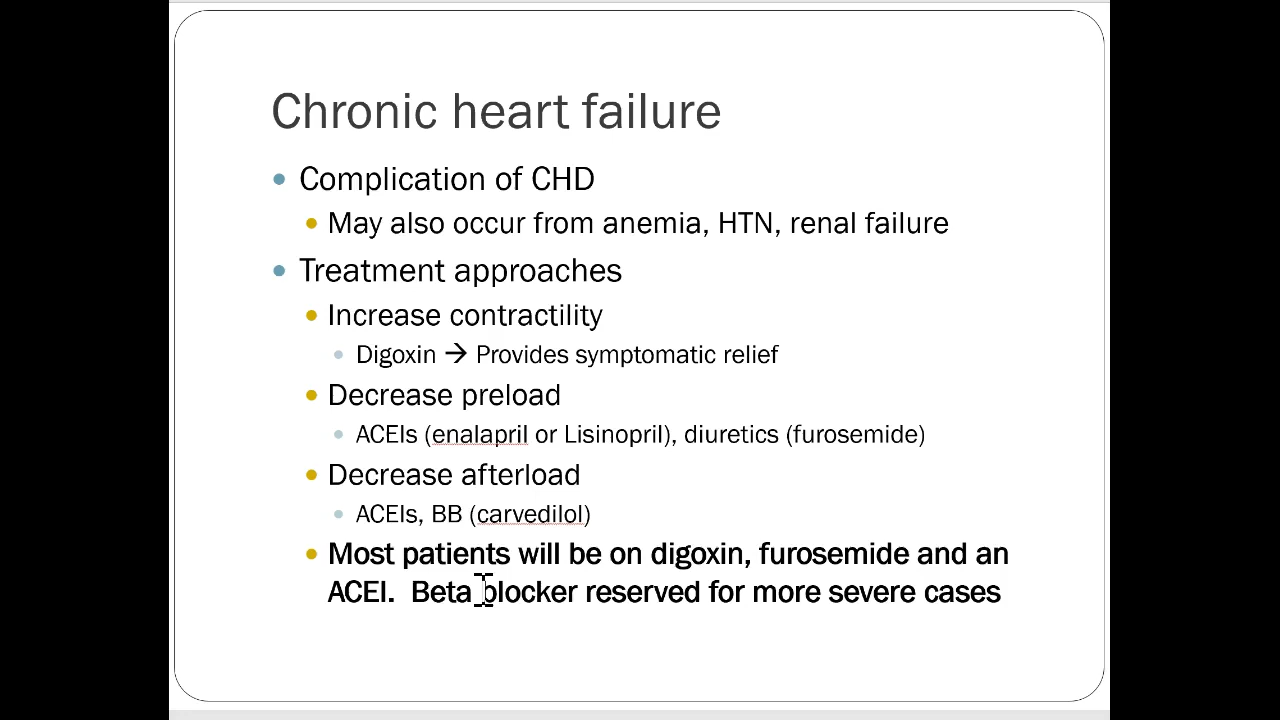 Chronic heart failure
• Complication of CHD
• May also occur from anemia, HTN, renal failure
• Treatment approaches
• Increase contractility
• Digoxin → Provides symptomatic relief
• Decrease preload
• ACEIs (enalapril or Lisinopril), diuretics (furosemide)
• Decrease afterload
• ACEIs, BB (carvedilol)
• Most patients will be on digoxin, furosemide and an
ACEI.  Beta blocker reserved for more severe cases